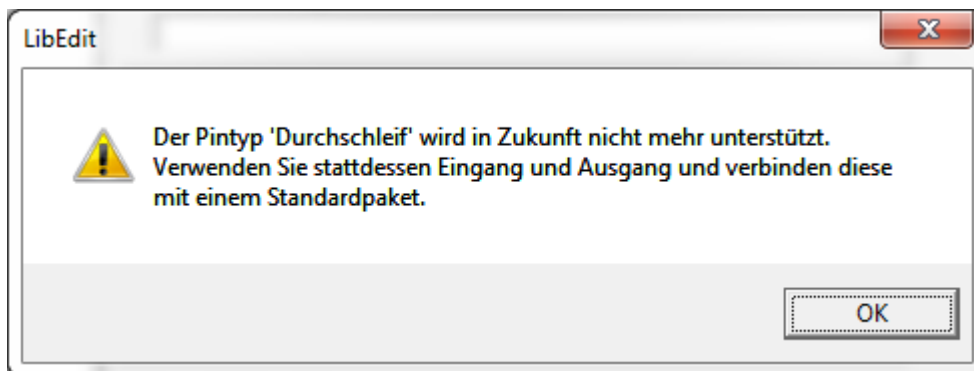 LibEdit
Der Pintyp 'Durchschleif' wird in Zukunft nicht mehr unterstützt.
Verwenden Sie stattdessen Eingang und Ausgang und verbinden diese
mit einem Standardpaket.
OK